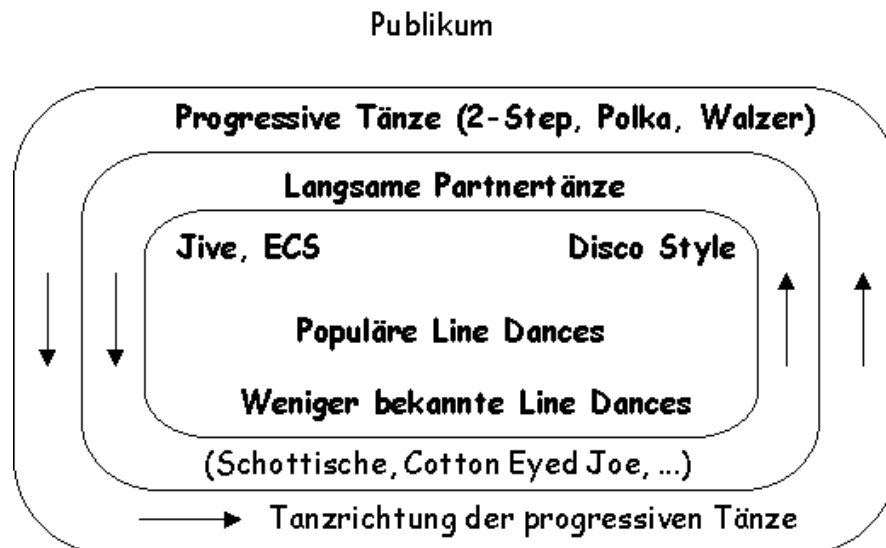 Publikum
Progressive Tänze (2-Step, Polka, Walzer)
Langsame Partnertänze
Jive, ECS Disco Style
Populäre Line Dances
Weniger bekannte Line Dances
(Schottische, Cotton Eyed Joe, ...)
Tanzrichtung der progressiven Tänze